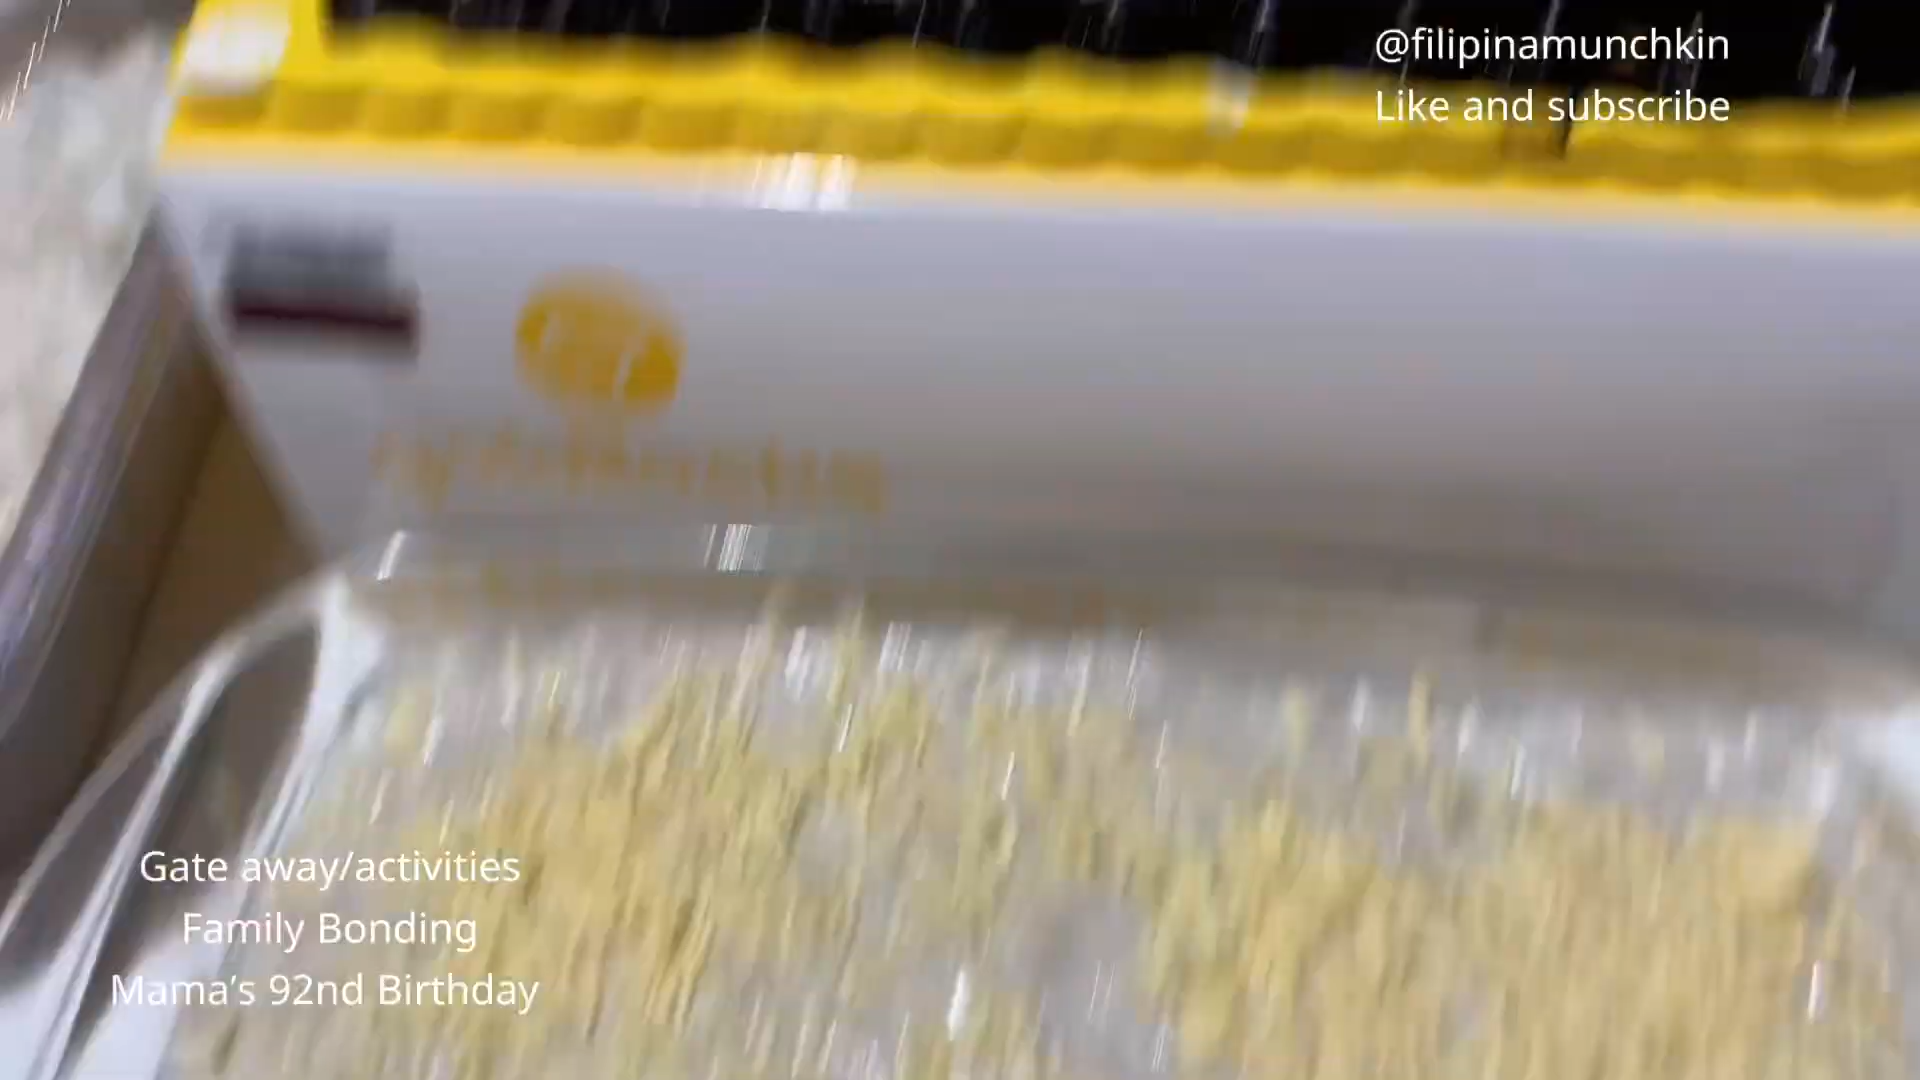 @filipinamunchkin
Like and subscribe
Gate away/activities
Family Bonding
Mama's 92nd Birthday